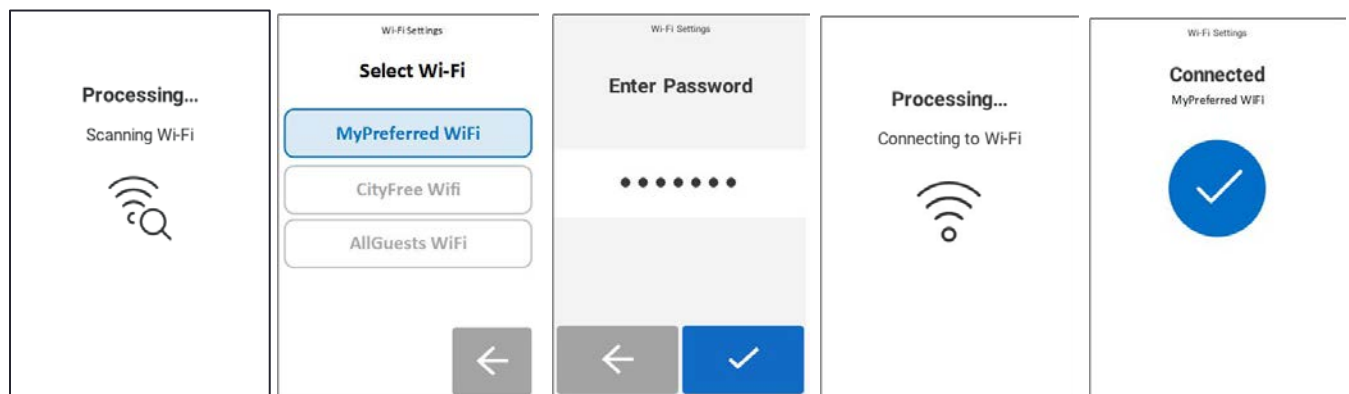 Processing...
Scanning Wi-Fi
Wi-Fi Settings
Select Wi-Fi
MyPreferred WiFi
CityFree Wifi
AllGuests WiFi
Wi-Fi Settings
Enter Password
Processing...
Connecting to Wi-Fi
Wi-Fi Settings
Connected
MyPreferred WiFi